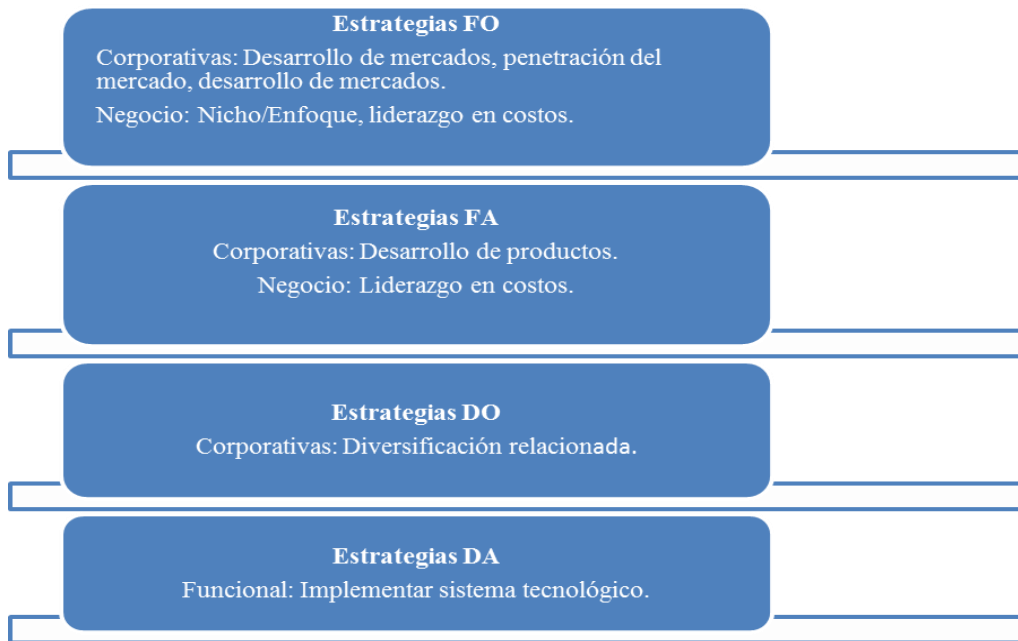 Estrategias FO
Corporativas: Desarrollo de mercados, penetración del
mercado, desarrollo de mercados.
Negocio: Nicho/Enfoque, liderazgo en costos.
Estrategias FA
Corporativas: Desarrollo de productos.
Negocio: Liderazgo en costos.
Estrategias DO
Corporativas: Diversificación relacionada.
Estrategias DA
Funcional: Implementar sistema tecnológico.